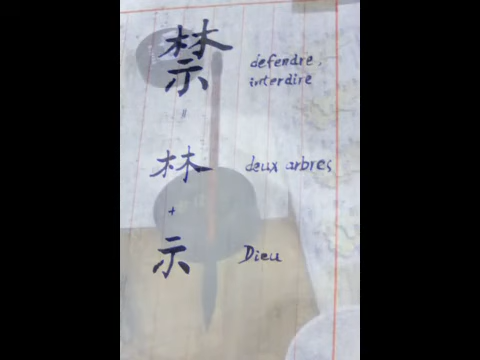 禁 defendre,
interdire
=
林 deux arbres
+
示 Dieu